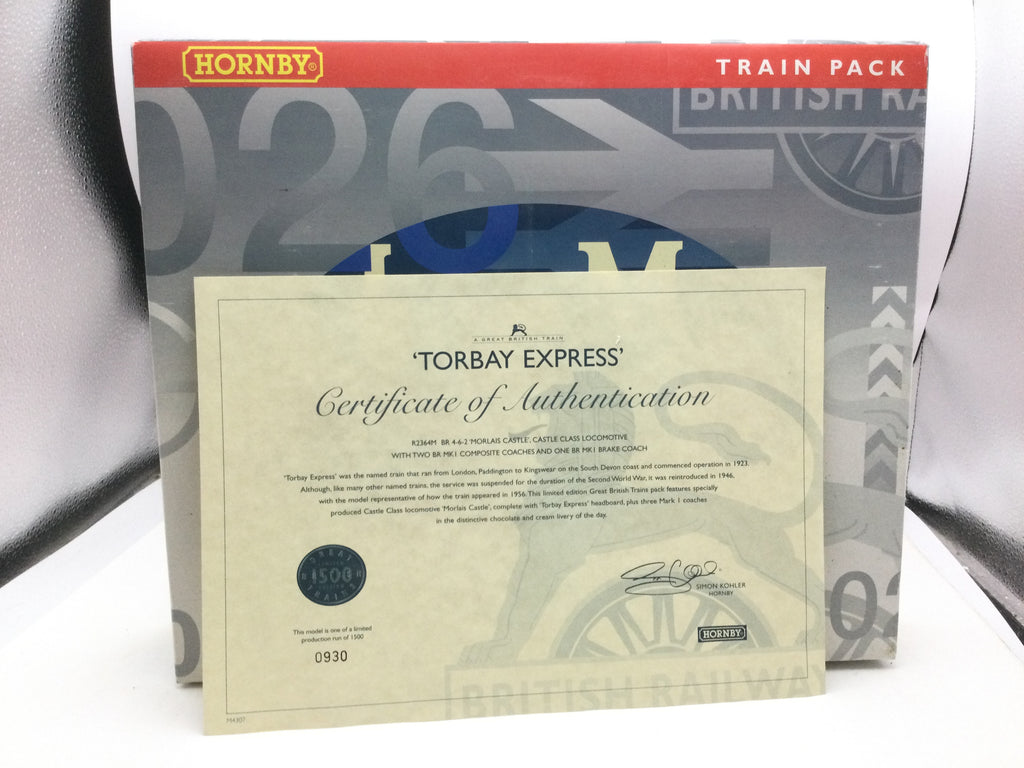 HORNBY®
TRAIN PACK
026
BRITISH RA
A GREAT BRITISH TRAIN
'TORBAY EXPRESS'
Certificate of Authentication
R2364M BR 4-6-2 'MORLAIS CASTLE', CASTLE CLASS LOCOMOTIVE
WITH TWO BR MK1 COMPOSITE COACHES AND ONE BR MK1 BRAKE COACH
'Torbay Express' was the named train that ran from London, Paddington to Kingswear on the South Devon coast and commenced operation in 1923.
Although, like many other named trains, the service was suspended for the duration of the Second World War, it was reintroduced in 1946,
with the model representative of how the train appeared in 1956. This limited edition Great British Trains pack features specially
produced Castle Class locomotive 'Morlais Castle', complete with 'Torbay Express' headboard, plus three Mark 1 coaches
in the distinctive chocolate and cream livery of the day.
GREAT
1500
TRAINS
SIMON KOHLER
HORNBY
HORNBY
This model is one of a limited
production run of 1500
0930
BRITISH RAILWA
M4307